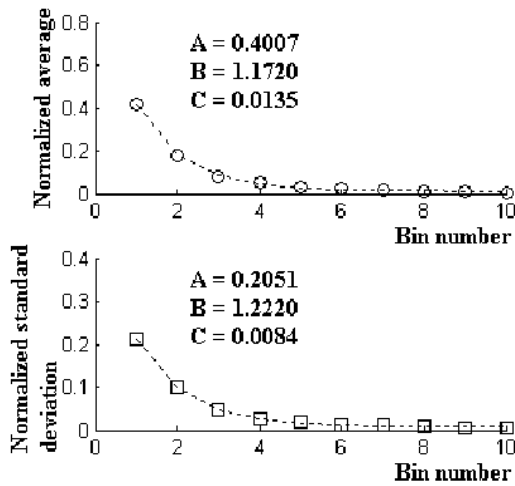 Normalized average
0.8
0.6
0.4
0.2
0
A = 0.4007
B = 1.1720
C = 0.0135
0 2 4 6 8 10
Bin number
Normalized standard
deviation
0.4
0.3
0.2
0.1
0
A = 0.2051
B = 1.2220
C = 0.0084
0 2 4 6 8 10
Bin number